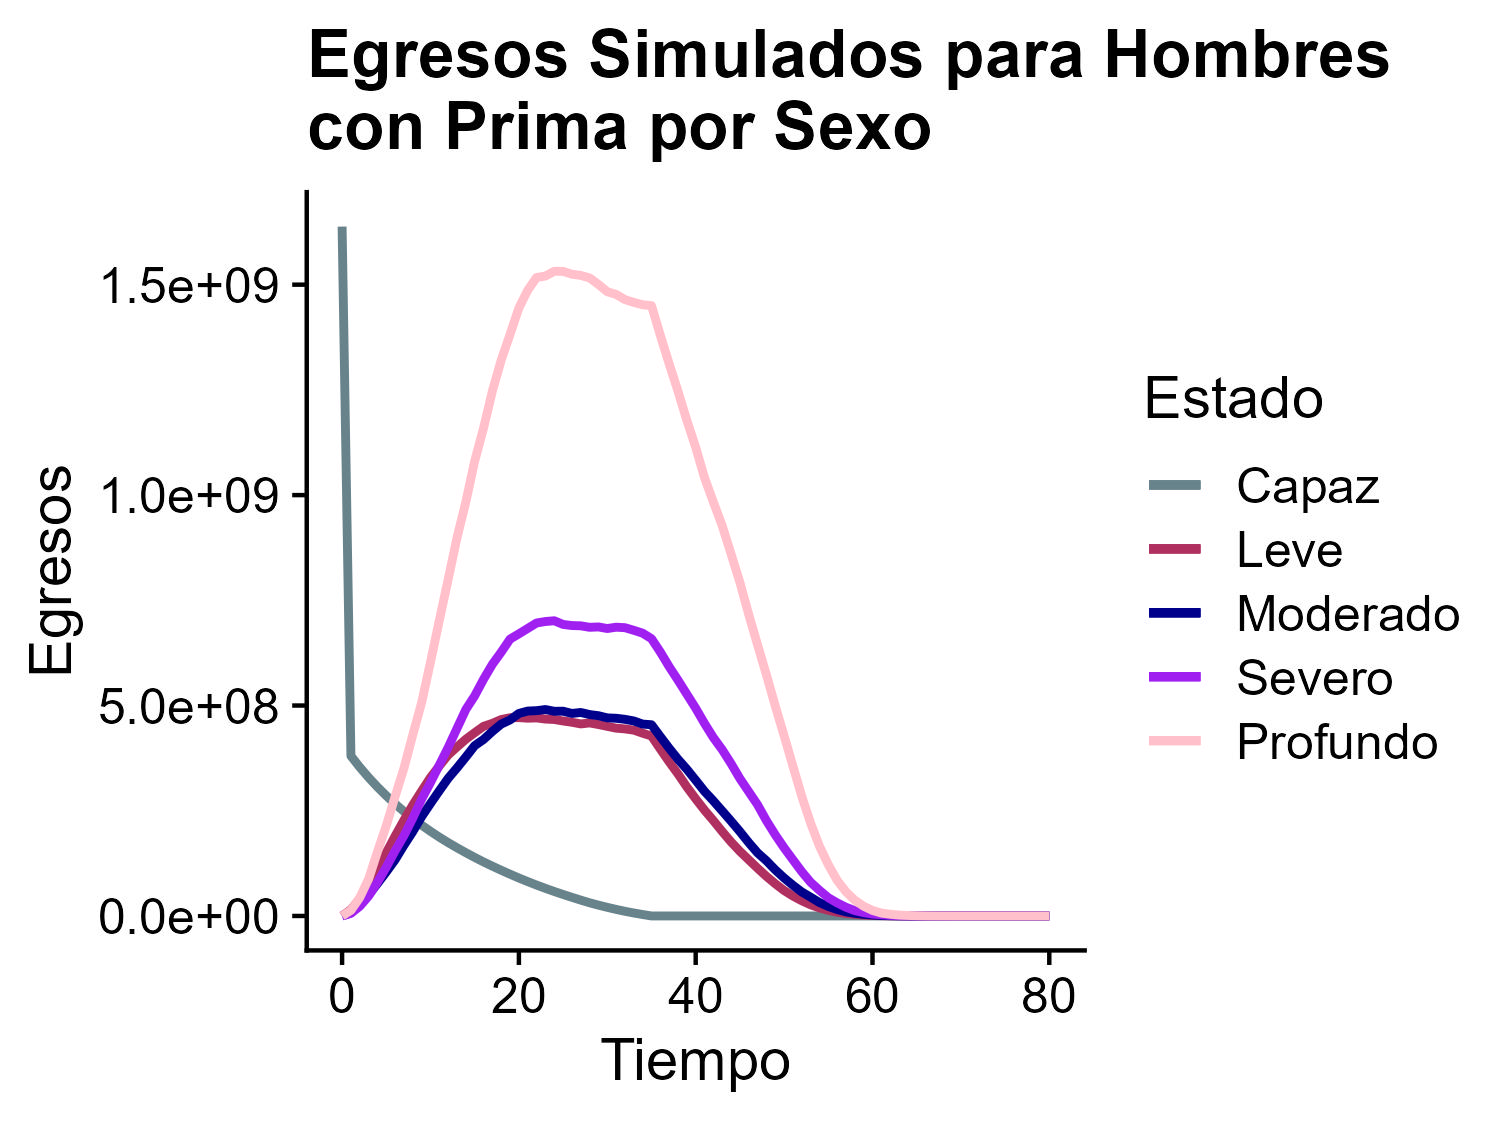 Egresos Simulados para Hombres
con Prima por Sexo
Egresos
1.5e+09
1.0e+09
5.0e+08
0.0e+00
0 20 40 60 80
Tiempo
Estado
Capaz
Leve
Moderado
Severo
Profundo